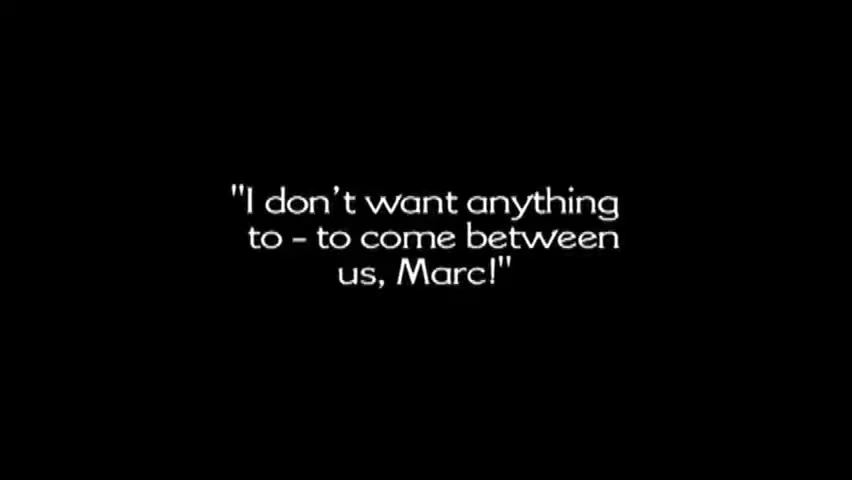 "I don't want anything
to - to come between
us, Marc!"